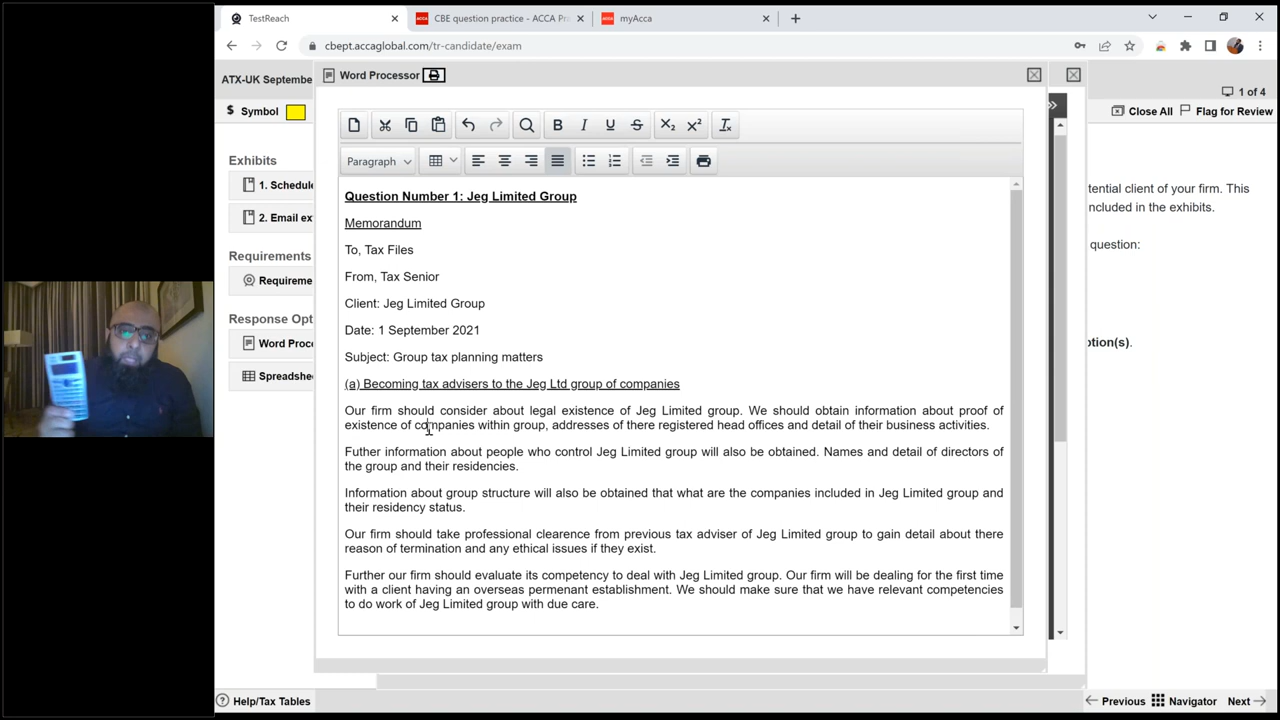 TestReach
CBE question practice - ACCA Pr
myAcca
cbept.accaglobal.com/tr-candidate/exam
ATX-UK Septembe
Word Processor
1 of 4
$ Symbol
Close All
Flag for Review
Paragraph
Exhibits
1. Schedule
2. Email ex
Requirements
Requireme
Response Opt
Word Proc
Spreadshe
Question Number 1: Jeg Limited Group
Memorandum
To, Tax Files
From, Tax Senior
Client: Jeg Limited Group
Date: 1 September 2021
Subject: Group tax planning matters
(a) Becoming tax advisers to the Jeg Ltd group of companies
Our firm should consider about legal existence of Jeg Limited group. We should obtain information about proof of
existence of companies within group, addresses of there registered head offices and detail of their business activities.
Futher information about people who control Jeg Limited group will also be obtained. Names and detail of directors of
the group and their residencies.
Information about group structure will also be obtained that what are the companies included in Jeg Limited group and
their residency status.
Our firm should take professional clearence from previous tax adviser of Jeg Limited group to gain detail about there
reason of termination and any ethical issues if they exist.
Further our firm should evaluate its competency to deal with Jeg Limited group. Our firm will be dealing for the first time
with a client having an overseas permenant establishment. We should make sure that we have relevant competencies
to do work of Jeg Limited group with due care.
tential client of your firm. This
ncluded in the exhibits.
question:
ption(s).
Help/Tax Tables
Previous
Navigator
Next